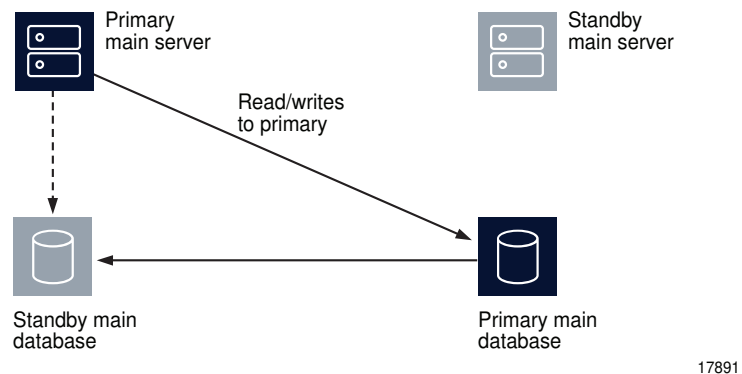 Primary
main server
Standby
main server
Read/writes
to primary
Standby main
database
Primary main
database
17891